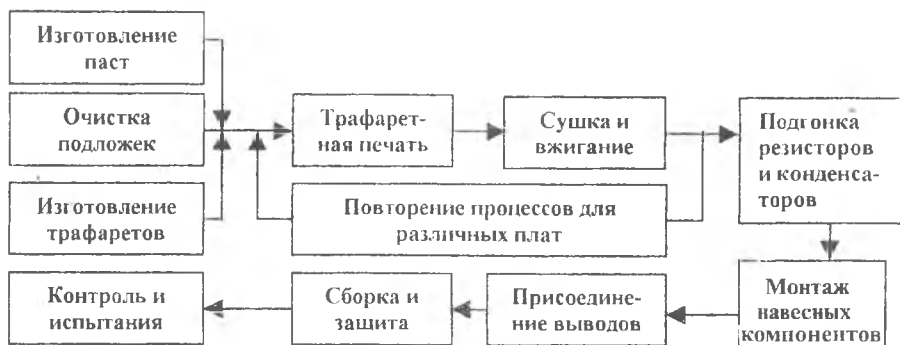 Изготовление
паст
Очистка
подложек
Изготовление
трафаретов
Трафарет-
ная печать
Сушка и
вжигание
Повторение процессов для
различных плат
Подгонка
резисторов
и конденса-
торов
Монтаж
навесных
компонентов
Присоедине-
ние выводов
Сборка и
защита
Контроль и
испытания